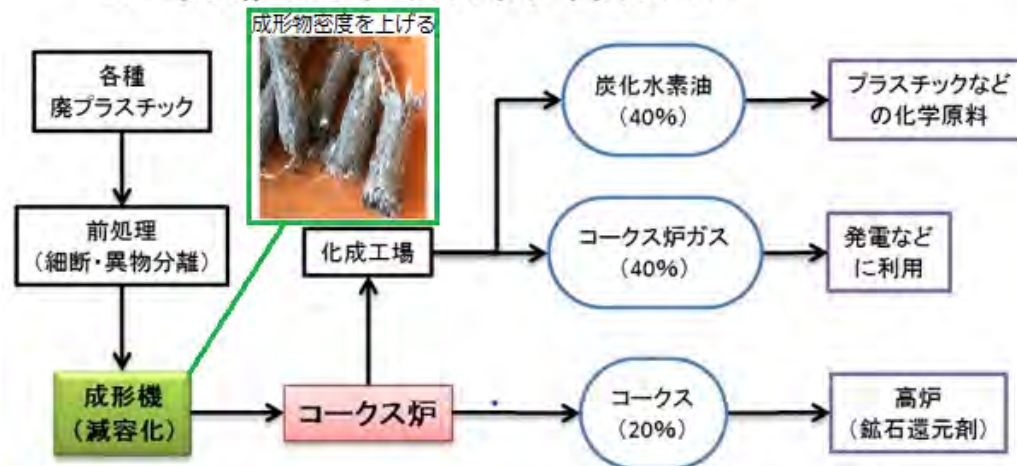 成形物密度を上げる
各種
廃プラスチック
前処理
(細断・異物分離)
成形機
(減容化)
コークス炉
化成工場
炭化水素油
(40%)
プラスチックなど
の化学原料
コークス炉ガス
(40%)
発電など
に利用
コークス
(20%)
高炉
(鉱石還元剤)